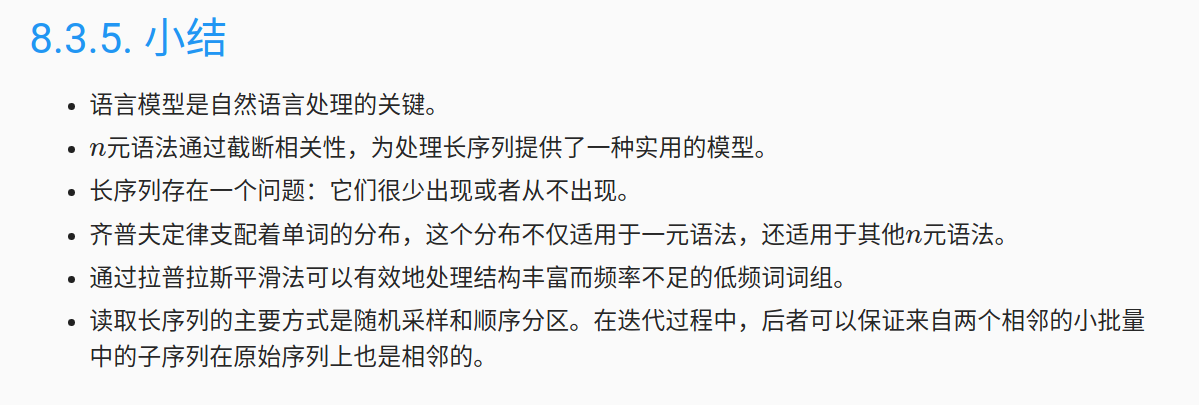 8.3.5. 小结
• 语言模型是自然语言处理的关键。
• n元语法通过截断相关性，为处理长序列提供了一种实用的模型。
• 长序列存在一个问题：它们很少出现或者从不出现。
• 齐普夫定律支配着单词的分布，这个分布不仅适用于一元语法，还适用于其他n元语法。
• 通过拉普拉斯平滑法可以有效地处理结构丰富而频率不足的低频词词组。
• 读取长序列的主要方式是随机采样和顺序分区。在迭代过程中，后者可以保证来自两个相邻的小批量
中的子序列在原始序列上也是相邻的。